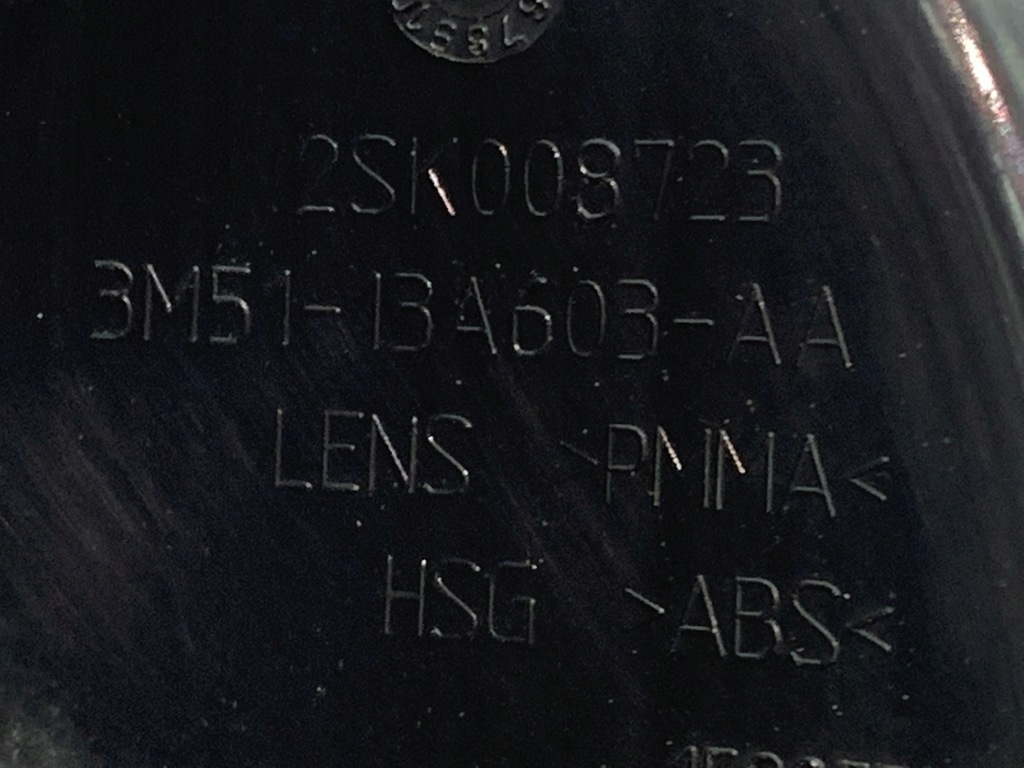 2SK008723
3M51-13A603-AA
LENS >PMMA<
HSG >ABS<